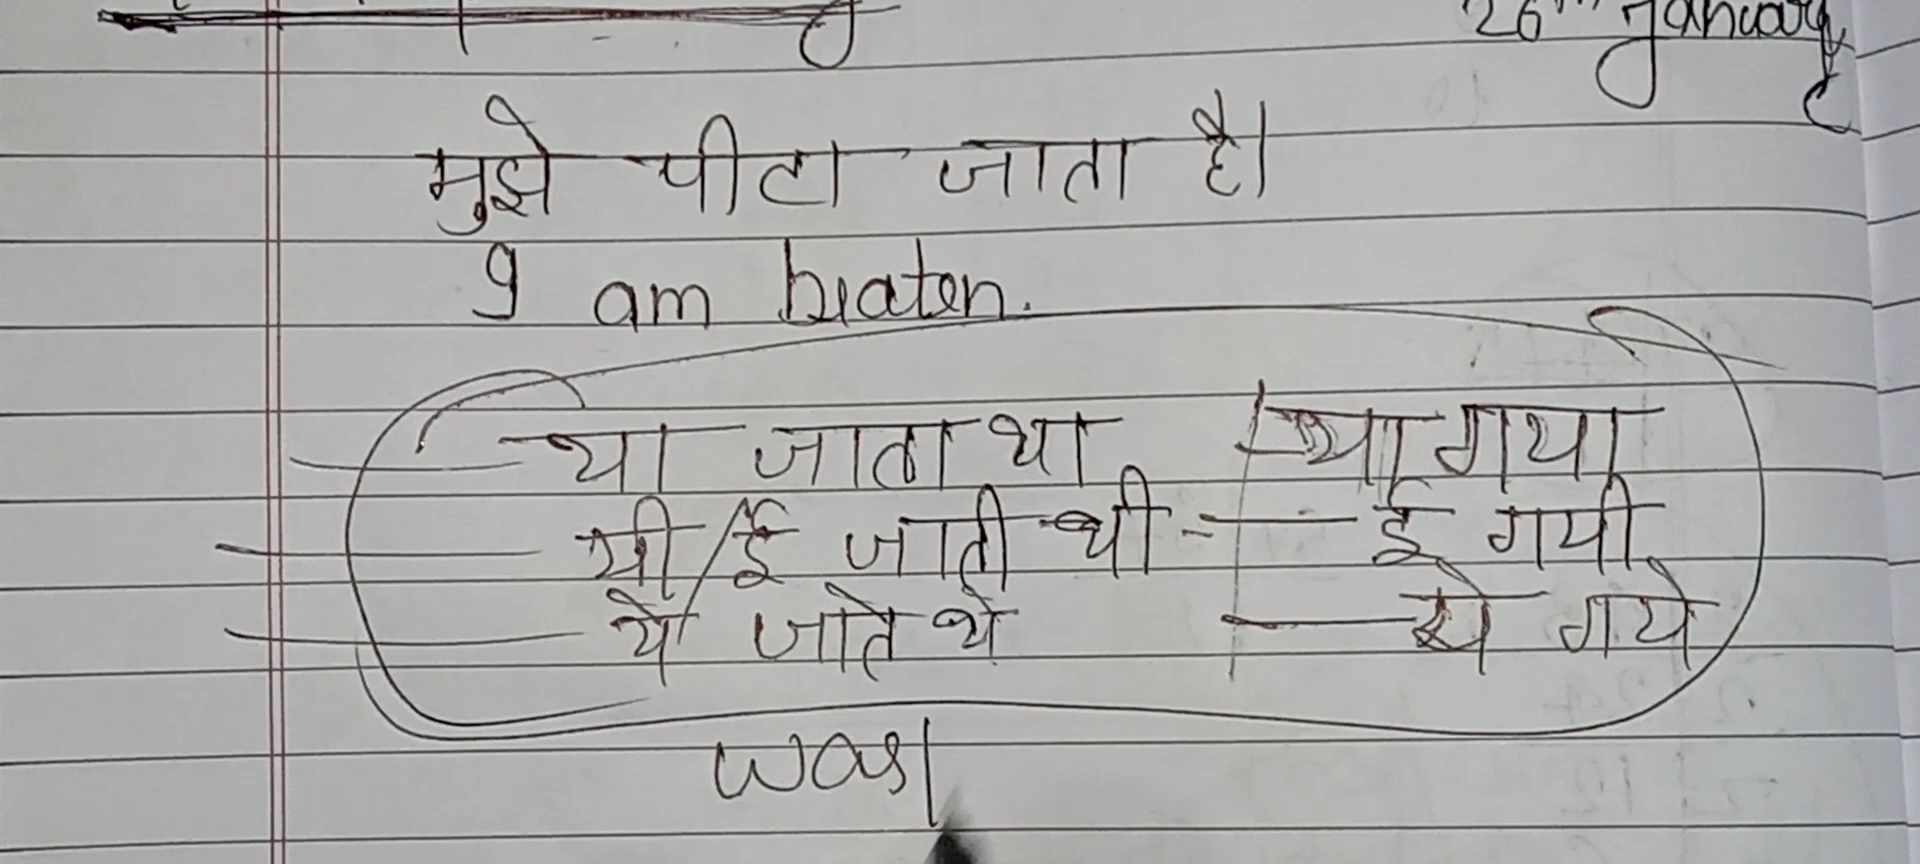 26th January
मुझे पीटा जाता है।
I am beaten.
या जाता था — या गया
यी/ई जाती थी — ई गयी
ये जाते थे — ये गये
was